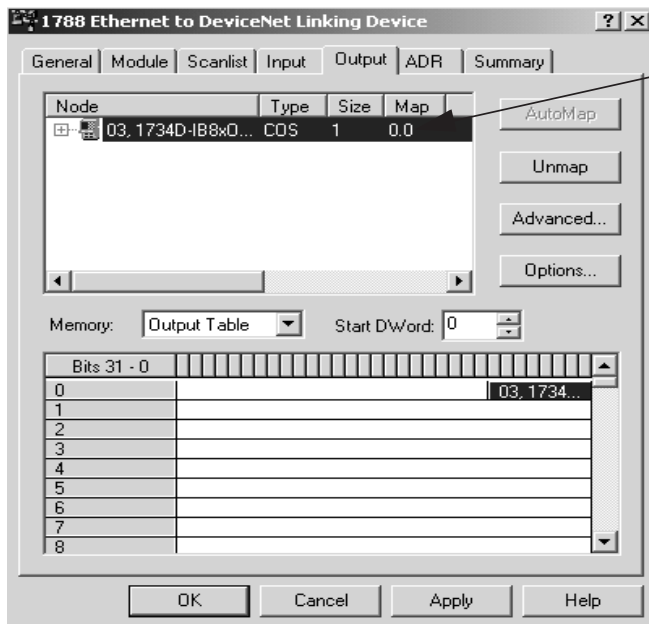 1788 Ethernet to DeviceNet Linking Device
General Module Scanlist Input Output ADR Summary
Node Type Size Map
03, 1734D-IB8xO... COS 1 0.0
AutoMap
Unmap
Advanced...
Options...
Memory: Output Table Start DWord: 0
Bits 31 - 0
0 03, 1734...
1
2
3
4
5
6
7
8
OK Cancel Apply Help